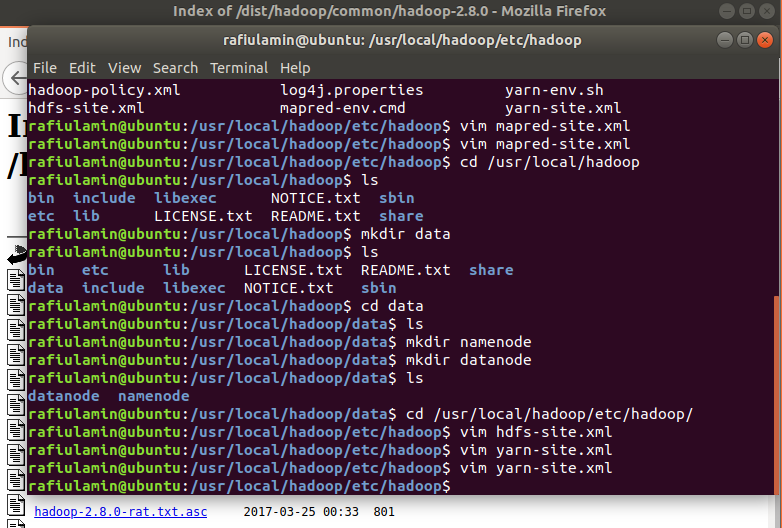 Index of /dist/hadoop/common/hadoop-2.8.0 - Mozilla Firefox
rafiulamin@ubuntu: /usr/local/hadoop/etc/hadoop
File Edit View Search Terminal Help
hadoop-policy.xml log4j.properties yarn-env.sh
hdfs-site.xml mapred-env.cmd yarn-site.xml
rafiulamin@ubuntu:/usr/local/hadoop/etc/hadoop$ vim mapred-site.xml
rafiulamin@ubuntu:/usr/local/hadoop/etc/hadoop$ vim mapred-site.xml
rafiulamin@ubuntu:/usr/local/hadoop/etc/hadoop$ cd /usr/local/hadoop
rafiulamin@ubuntu:/usr/local/hadoop$ ls
bin include libexec NOTICE.txt sbin
etc lib LICENSE.txt README.txt share
rafiulamin@ubuntu:/usr/local/hadoop$ mkdir data
rafiulamin@ubuntu:/usr/local/hadoop$ ls
bin etc lib LICENSE.txt README.txt share
data include libexec NOTICE.txt sbin
rafiulamin@ubuntu:/usr/local/hadoop$ cd data
rafiulamin@ubuntu:/usr/local/hadoop/data$ ls
rafiulamin@ubuntu:/usr/local/hadoop/data$ mkdir namenode
rafiulamin@ubuntu:/usr/local/hadoop/data$ mkdir datanode
rafiulamin@ubuntu:/usr/local/hadoop/data$ ls
datanode namenode
rafiulamin@ubuntu:/usr/local/hadoop/data$ cd /usr/local/hadoop/etc/hadoop/
rafiulamin@ubuntu:/usr/local/hadoop/etc/hadoop$ vim hdfs-site.xml
rafiulamin@ubuntu:/usr/local/hadoop/etc/hadoop$ vim yarn-site.xml
rafiulamin@ubuntu:/usr/local/hadoop/etc/hadoop$ vim yarn-site.xml
rafiulamin@ubuntu:/usr/local/hadoop/etc/hadoop$
hadoop-2.8.0-rat.txt.asc 2017-03-25 00:33 801